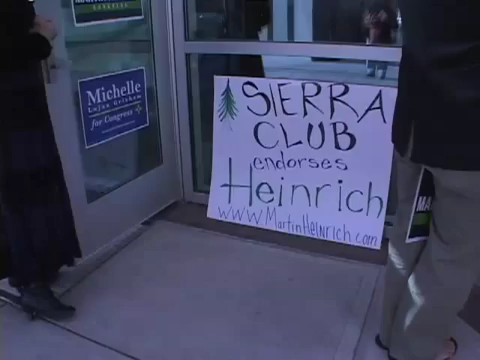 Michelle
Lujan Grisham
for Congress
SIERRA
CLUB
endorses
Heinrich
www.MartinHeinrich.com